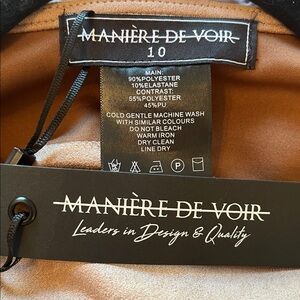 MANIÈRE DE VOIR
10
MAIN:
90%POLYESTER
10%ELASTANE
CONTRAST:
55%POLYESTER
45%PU
COLD GENTLE MACHINE WASH
WITH SIMILAR COLOURS
DO NOT BLEACH
WARM IRON
DRY CLEAN
LINE DRY
P
MANIÈRE DE VOIR
Leaders in Design & Quality